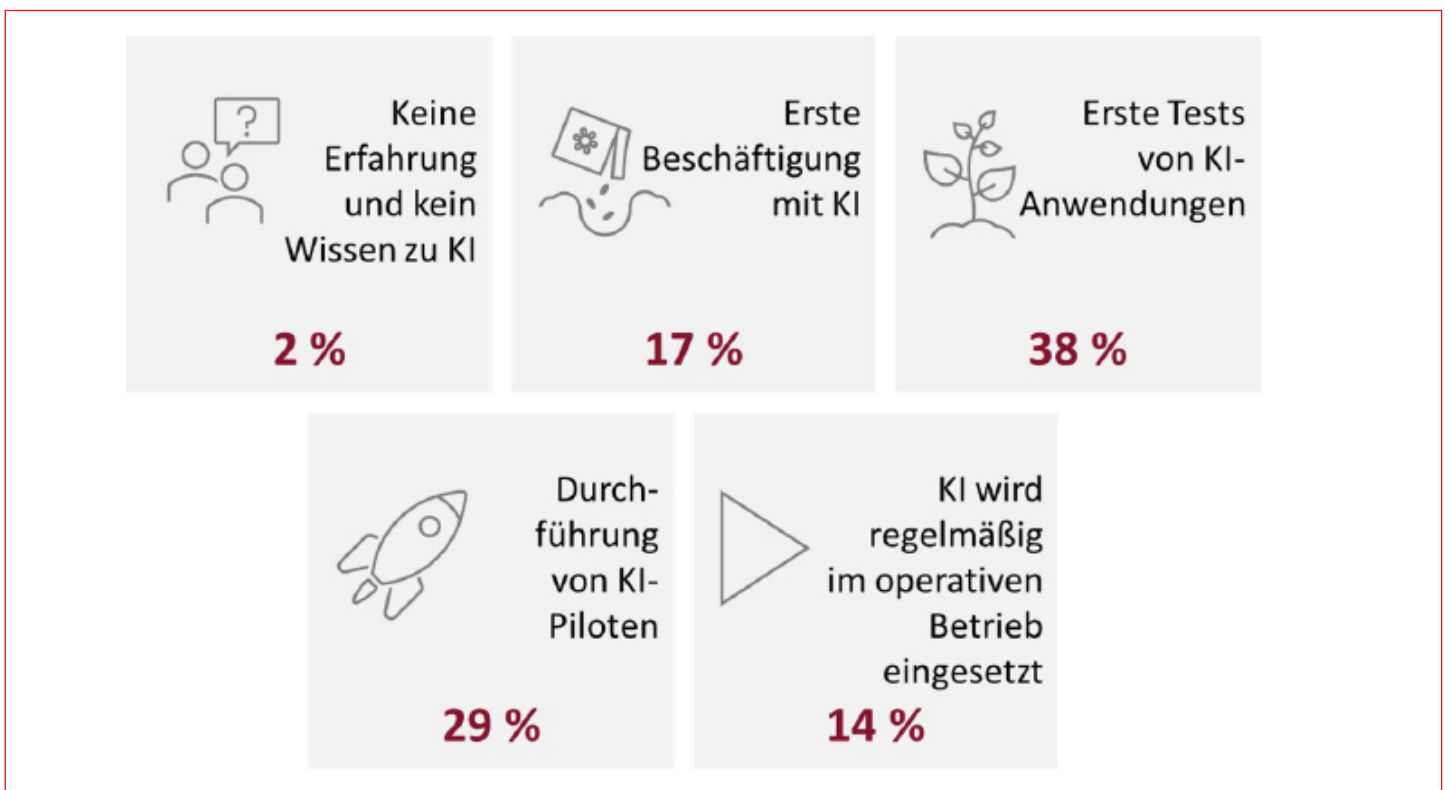 ?
Keine
Erfahrung
und kein
Wissen zu KI
2 %
Erste
Beschäftigung
mit KI
17 %
Erste Tests
von KI-
Anwendungen
38 %
Durch-
führung
von KI-
Piloten
29 %
KI wird
regelmäßig
im operativen
Betrieb
eingesetzt
14 %